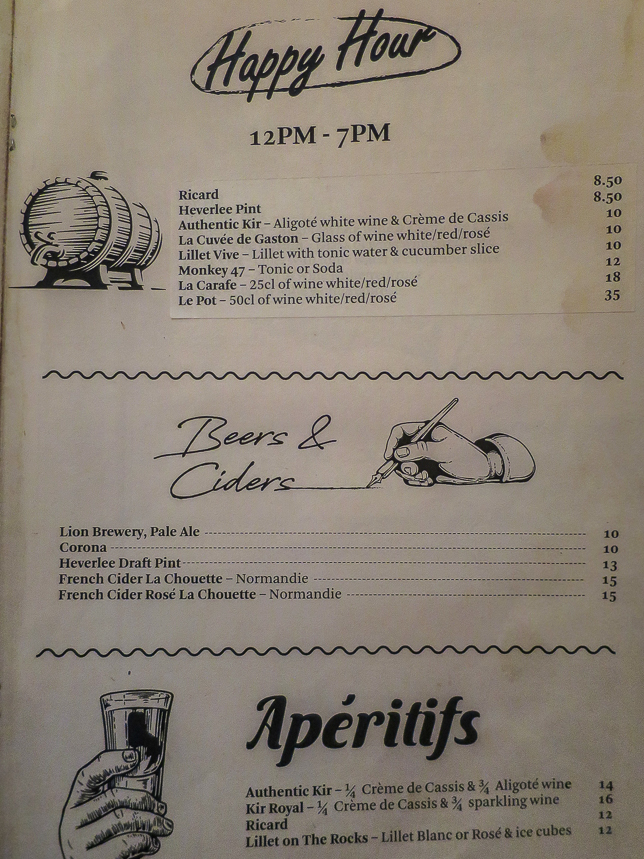 Happy Hour
12PM - 7PM
Ricard 8.50
Heverlee Pint 8.50
Authentic Kir – Aligoté white wine & Crème de Cassis 10
La Cuvée de Gaston – Glass of wine white/red/rosé 10
Lillet Vive – Lillet with tonic water & cucumber slice 10
Monkey 47 – Tonic or Soda 12
La Carafe – 25cl of wine white/red/rosé 18
Le Pot – 50cl of wine white/red/rosé 35
Beers &
Ciders
Lion Brewery, Pale Ale 10
Corona 10
Heverlee Draft Pint 13
French Cider La Chouette – Normandie 15
French Cider Rosé La Chouette – Normandie 15
Apéritifs
Authentic Kir – ¼ Crème de Cassis & ¾ Aligoté wine 14
Kir Royal – ¼ Crème de Cassis & ¾ sparkling wine 16
Ricard 12
Lillet on The Rocks – Lillet Blanc or Rosé & ice cubes 12